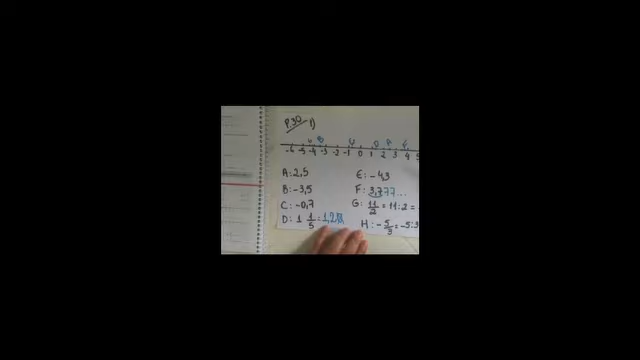 P.30 1)
B D A F
-6 -5 -4 -3 -2 -1 0 1 2 3 4 5
A: 2,5 E: -4,3
B: -3,5 F: 3,777...
C: -0,7 G: 11/2 = 11:2 =
D: 1 1/5 = 1,2 H: -5/3 = -5:3